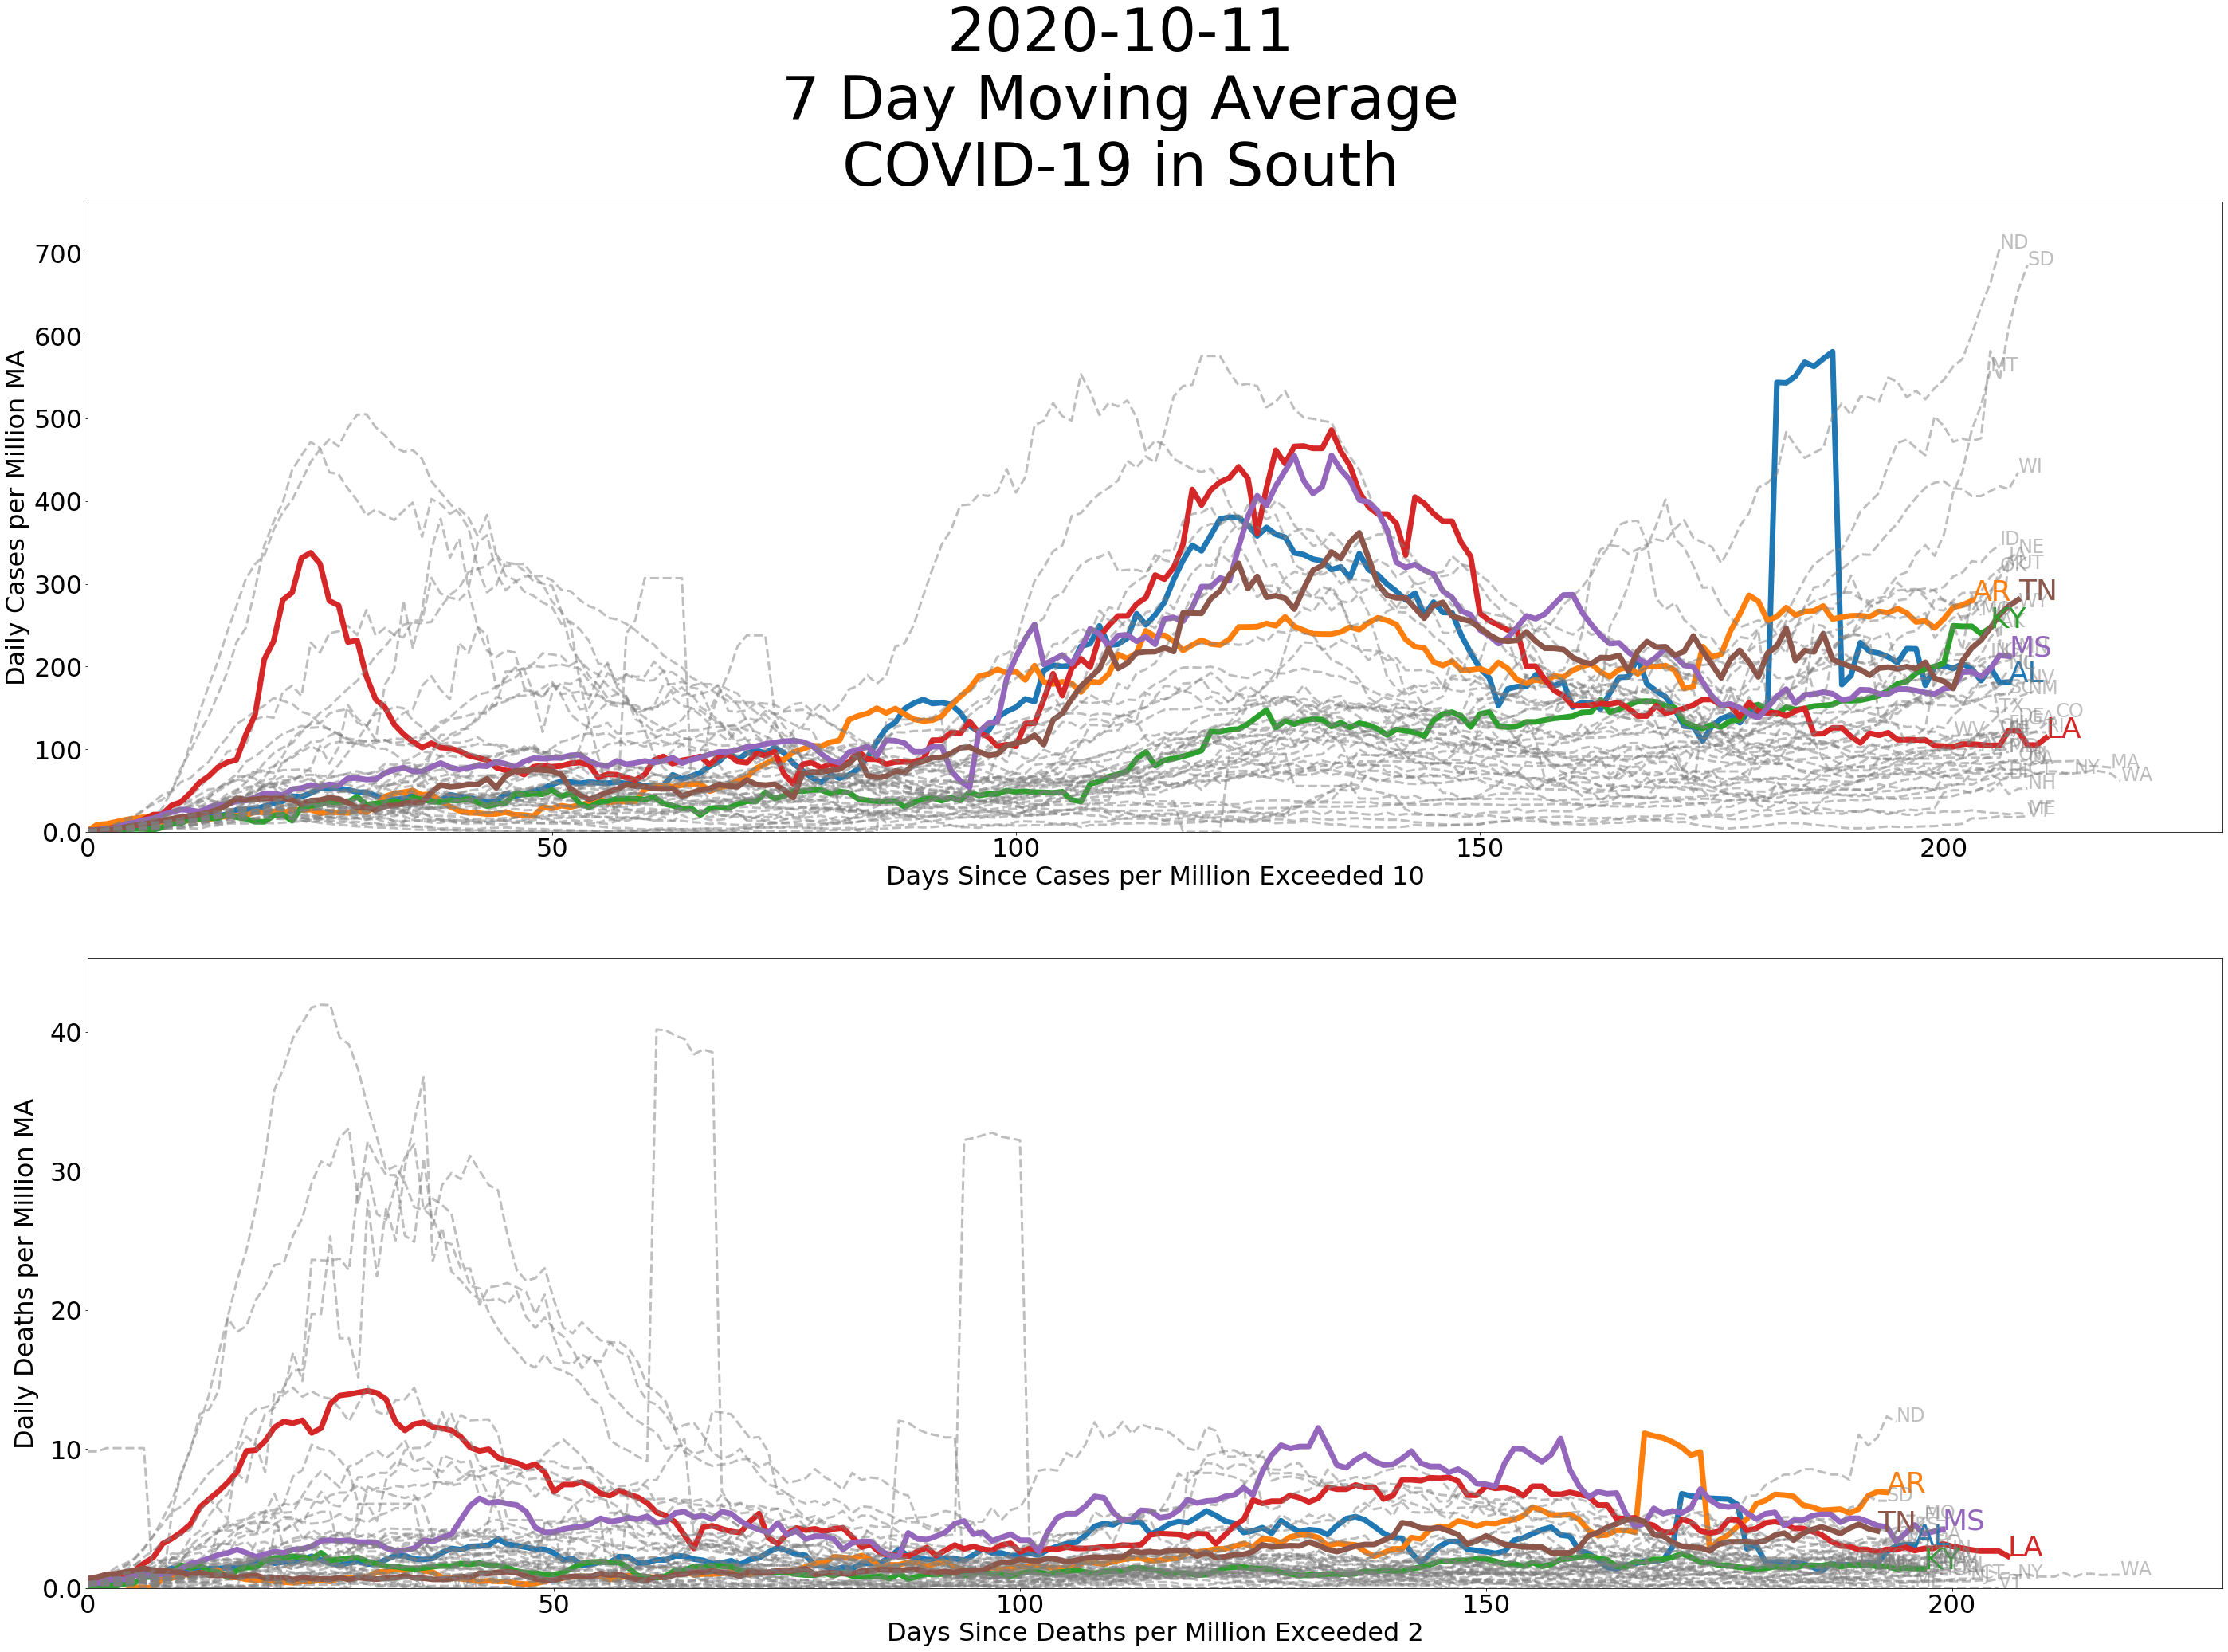 2020-10-11
7 Day Moving Average
COVID-19 in South
Daily Cases per Million MA
700
600
500
400
300
200
100
0.0
0
50
100
150
200
Days Since Cases per Million Exceeded 10
ND
SD
MT
WI
ID
NE
UT
AR
TN
KY
MS
AL
NM
CO
WV
LA
MA
NY
WA
NH
ME
Daily Deaths per Million MA
40
30
20
10
0.0
0
50
100
150
200
Days Since Deaths per Million Exceeded 2
ND
AR
SD
MO
TN
MS
AL
LA
KY
NY
WA
VT